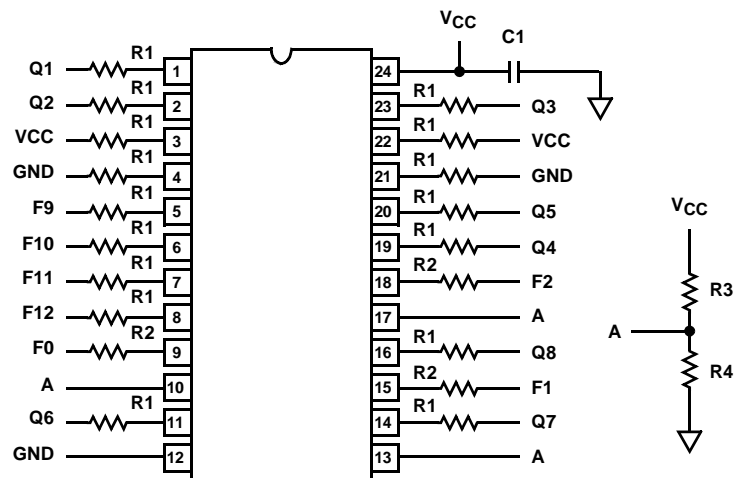 VCC
C1
Q1 R1 1 24
Q2 R1 2 23 R1 Q3
VCC R1 3 22 R1 VCC
GND R1 4 21 R1 GND
F9 R1 5 20 R1 Q5
F10 R1 6 19 R1 Q4
F11 R1 7 18 R2 F2
F12 R1 8 17 A
F0 R2 9 16 R1 Q8
A 10 15 R2 F1
Q6 R1 11 14 R1 Q7
GND 12 13 A
VCC
R3
A
R4